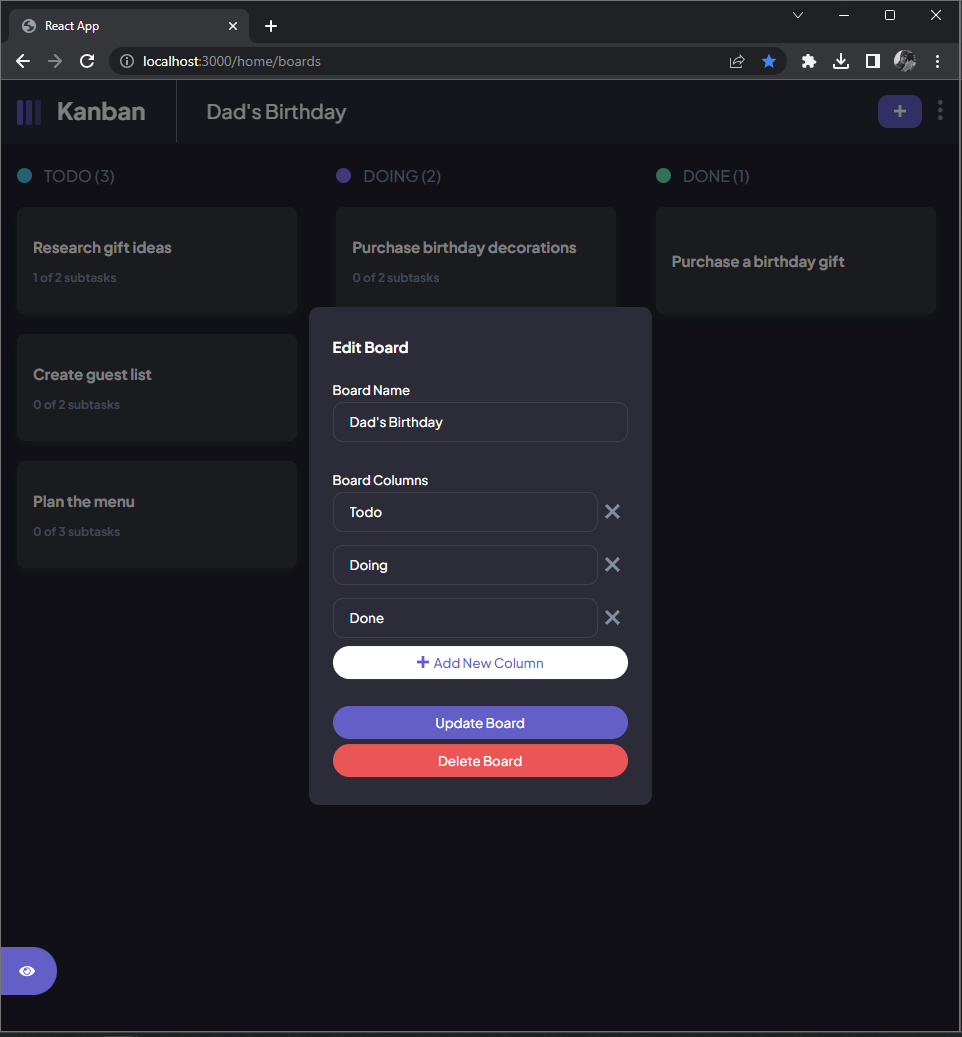 React App
localhost:3000/home/boards
Kanban
Dad's Birthday
TODO (3)
DOING (2)
DONE (1)
Research gift ideas
1 of 2 subtasks
Purchase birthday decorations
0 of 2 subtasks
Purchase a birthday gift
Create guest list
0 of 2 subtasks
Plan the menu
0 of 3 subtasks
Edit Board
Board Name
Dad's Birthday
Board Columns
Todo
Doing
Done
Add New Column
Update Board
Delete Board